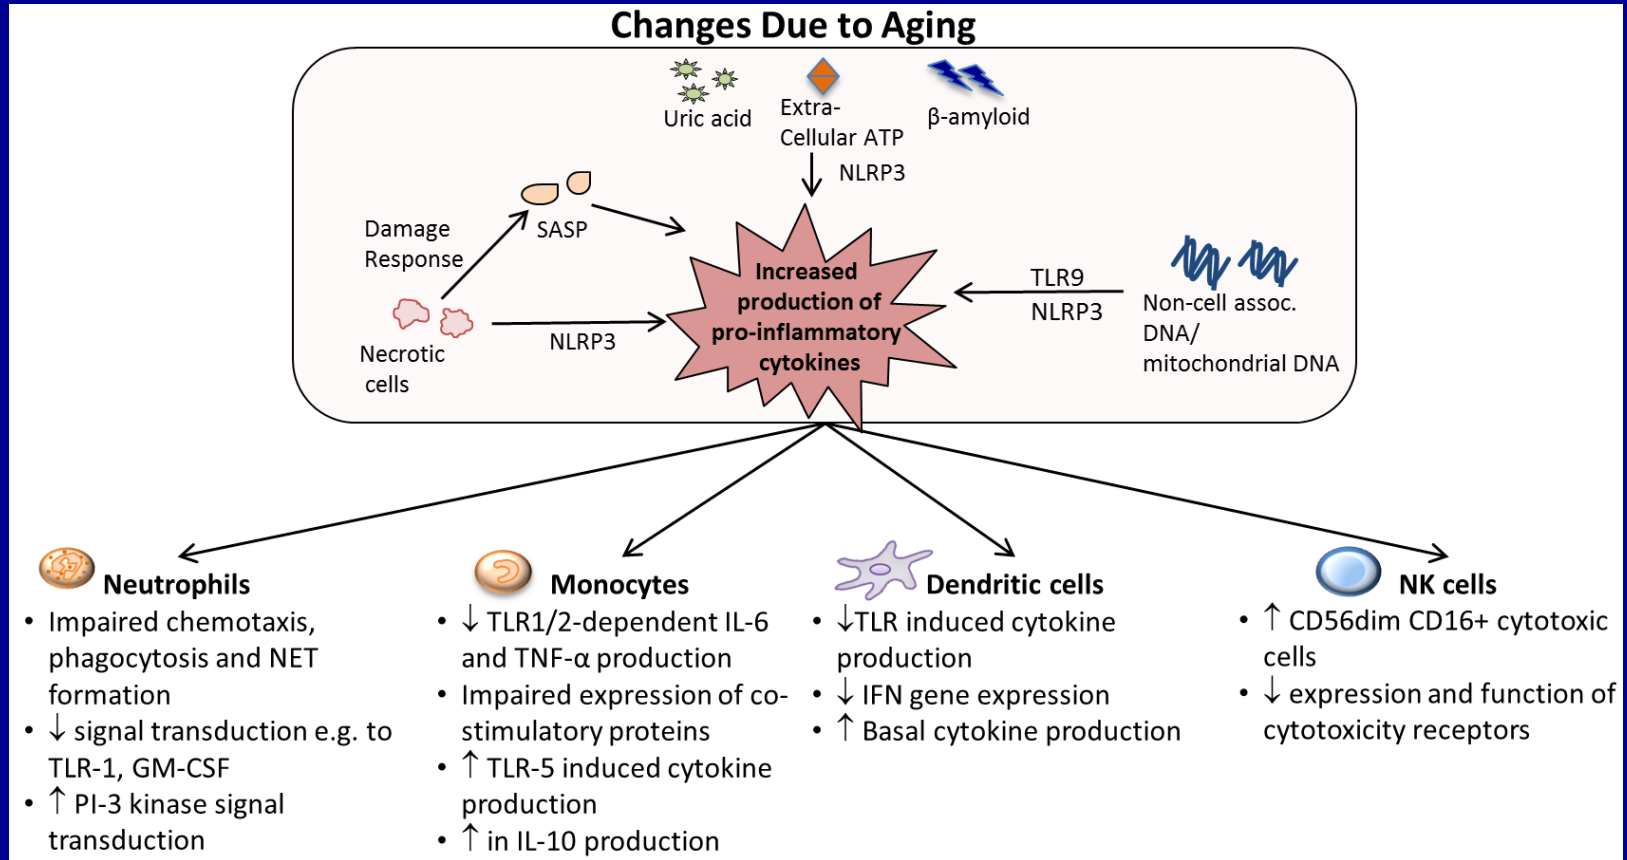 Changes Due to Aging
Uric acid
Extra-
Cellular ATP
β-amyloid
NLRP3
SASP
Damage
Response
Necrotic
cells
NLRP3
Increased
production of
pro-inflammatory
cytokines
TLR9
NLRP3
Non-cell assoc.
DNA/
mitochondrial DNA
Neutrophils
• Impaired chemotaxis,
phagocytosis and NET
formation
• ↓ signal transduction e.g. to
TLR-1, GM-CSF
• ↑ PI-3 kinase signal
transduction
Monocytes
• ↓ TLR1/2-dependent IL-6
and TNF-α production
• Impaired expression of co-
stimulatory proteins
• ↑ TLR-5 induced cytokine
production
• ↑ in IL-10 production
Dendritic cells
• ↓TLR induced cytokine
production
• ↓ IFN gene expression
• ↑ Basal cytokine production
NK cells
• ↑ CD56dim CD16+ cytotoxic
cells
• ↓ expression and function of
cytotoxicity receptors